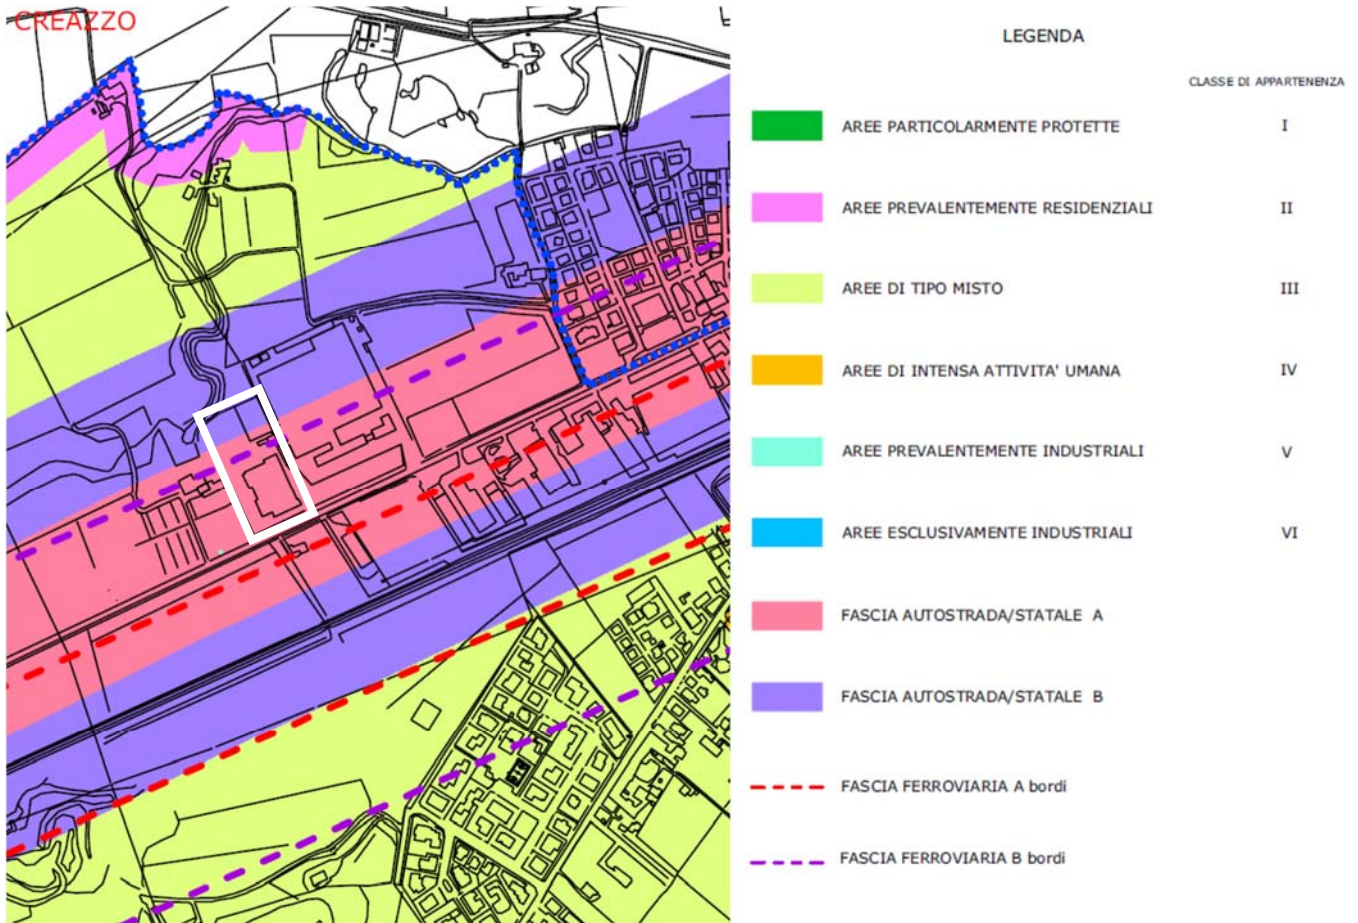 CREAZZO
LEGENDA
CLASSE DI APPARTENENZA
AREE PARTICOLARMENTE PROTETTE I
AREE PREVALENTEMENTE RESIDENZIALI II
AREE DI TIPO MISTO III
AREE DI INTENSA ATTIVITA' UMANA IV
AREE PREVALENTEMENTE INDUSTRIALI V
AREE ESCLUSIVAMENTE INDUSTRIALI VI
FASCIA AUTOSTRADA/STATALE A
FASCIA AUTOSTRADA/STATALE B
FASCIA FERROVIARIA A bordi
FASCIA FERROVIARIA B bordi